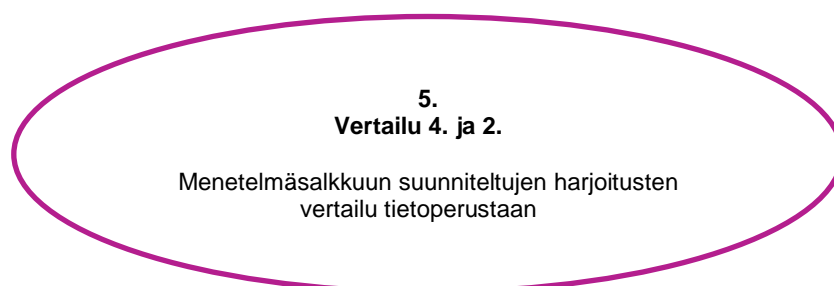 5.
Vertailu 4. ja 2.
Menetelmäsalkkuun suunniteltujen harjoitusten
vertailu tietoperustaan